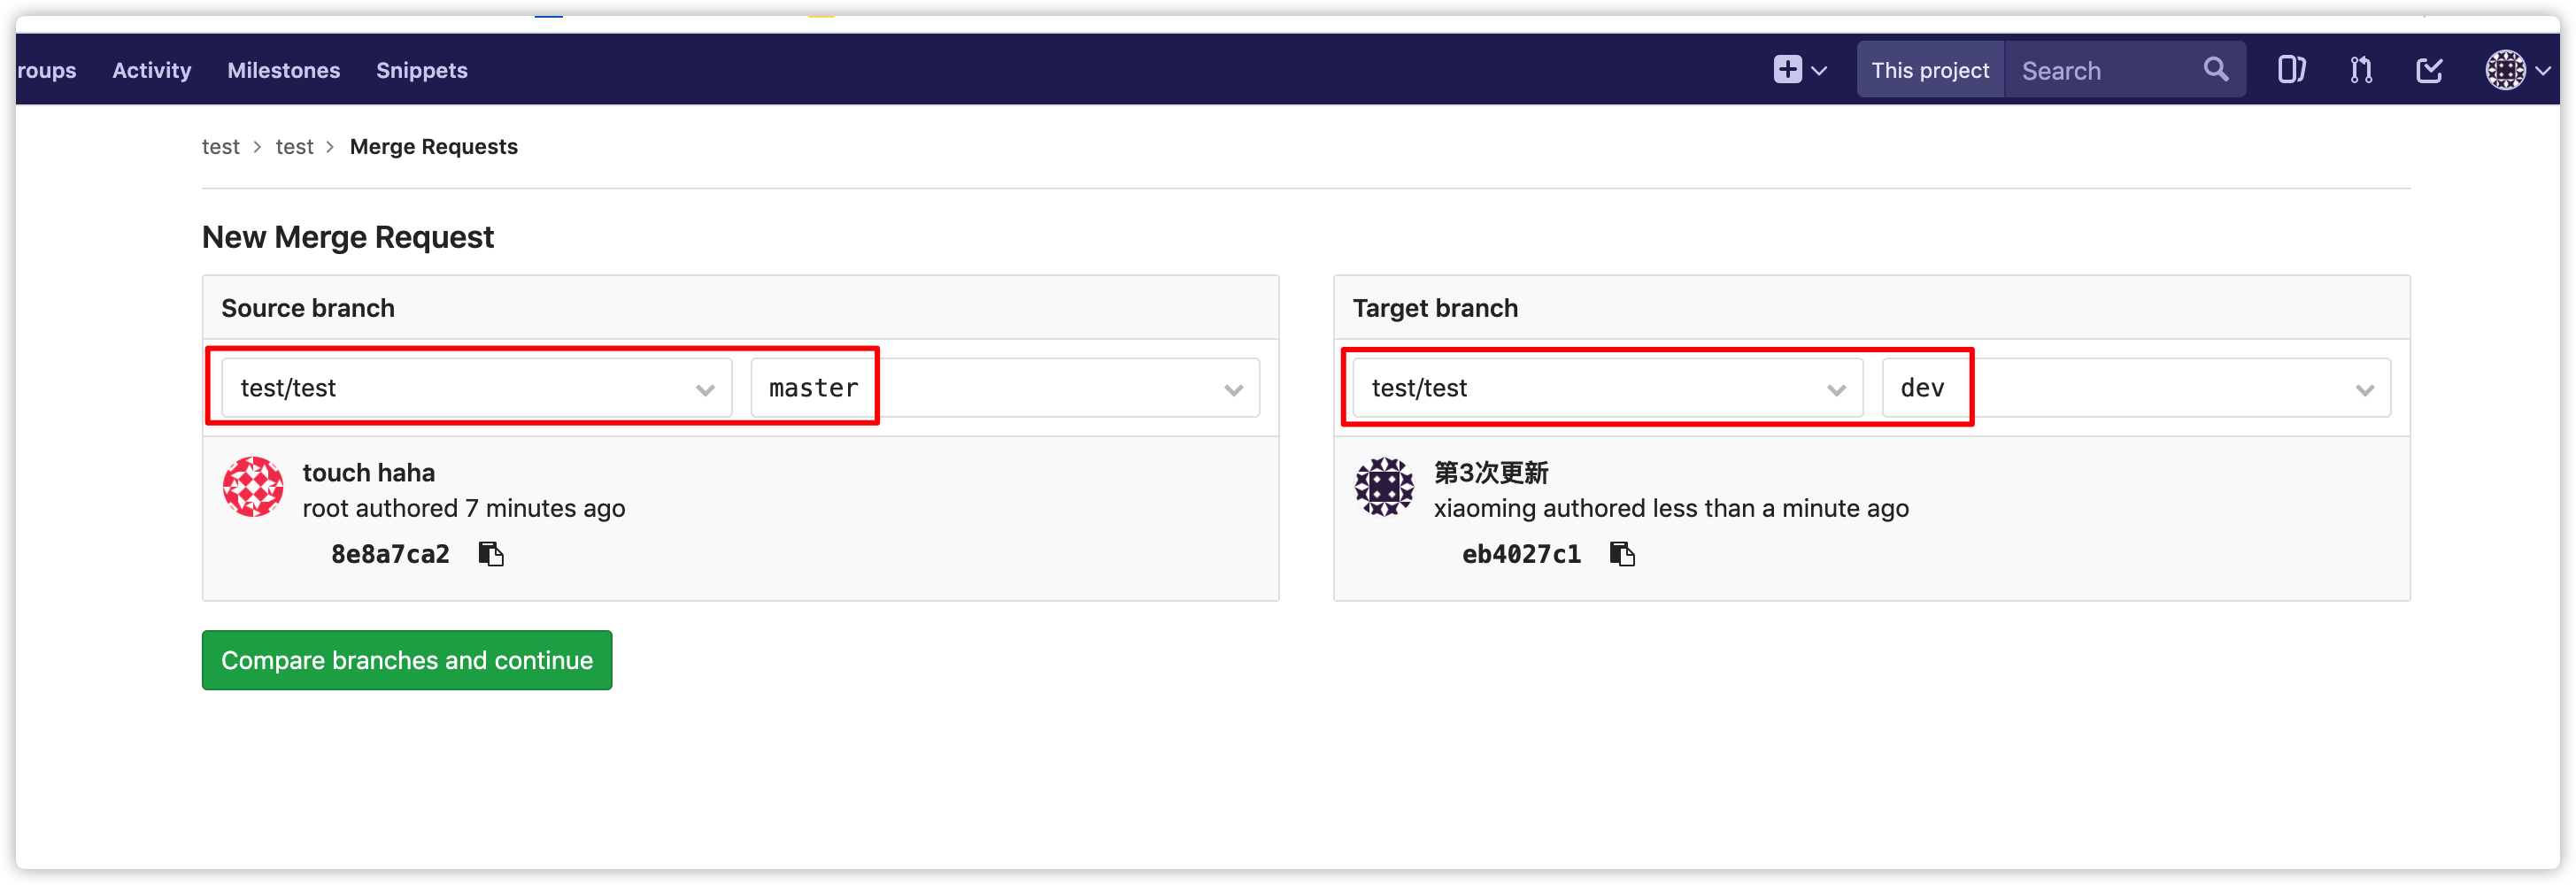 roups Activity Milestones Snippets This project Search
test > test > Merge Requests
New Merge Request
Source branch
test/test master
touch haha
root authored 7 minutes ago
8e8a7ca2
Target branch
test/test dev
第3次更新
xiaoming authored less than a minute ago
eb4027c1
Compare branches and continue